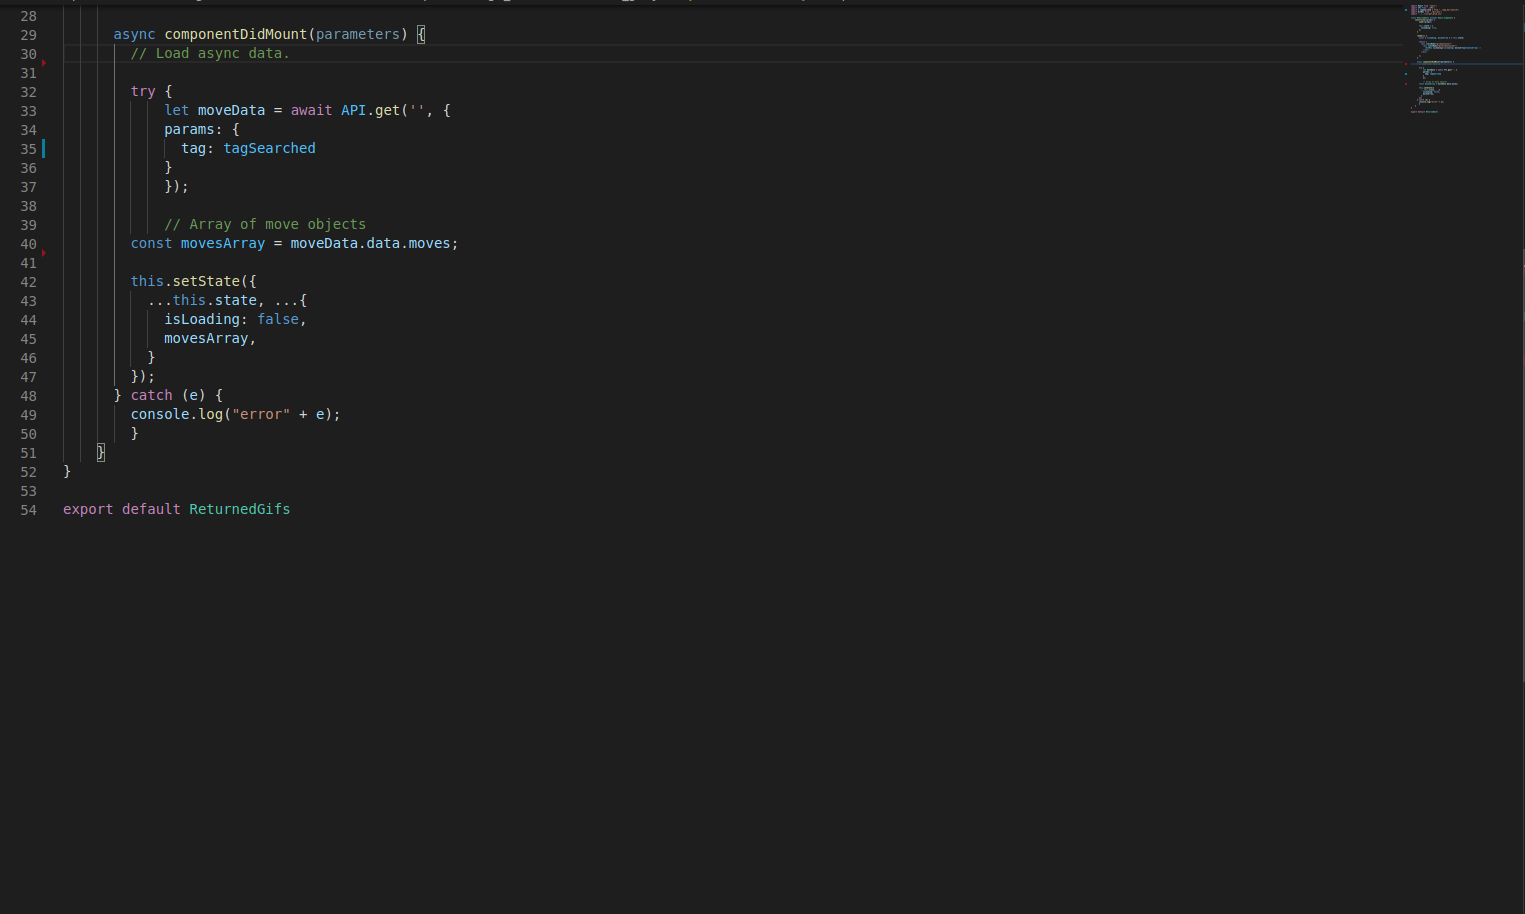 28
29 async componentDidMount(parameters) {
30 // Load async data.
31
32 try {
33 let moveData = await API.get('', {
34 params: {
35 tag: tagSearched
36 }
37 });
38
39 // Array of move objects
40 const movesArray = moveData.data.moves;
41
42 this.setState({
43 ...this.state, ...{
44 isLoading: false,
45 movesArray,
46 }
47 });
48 } catch (e) {
49 console.log("error" + e);
50 }
51 }
52 }
53
54 export default ReturnedGifs